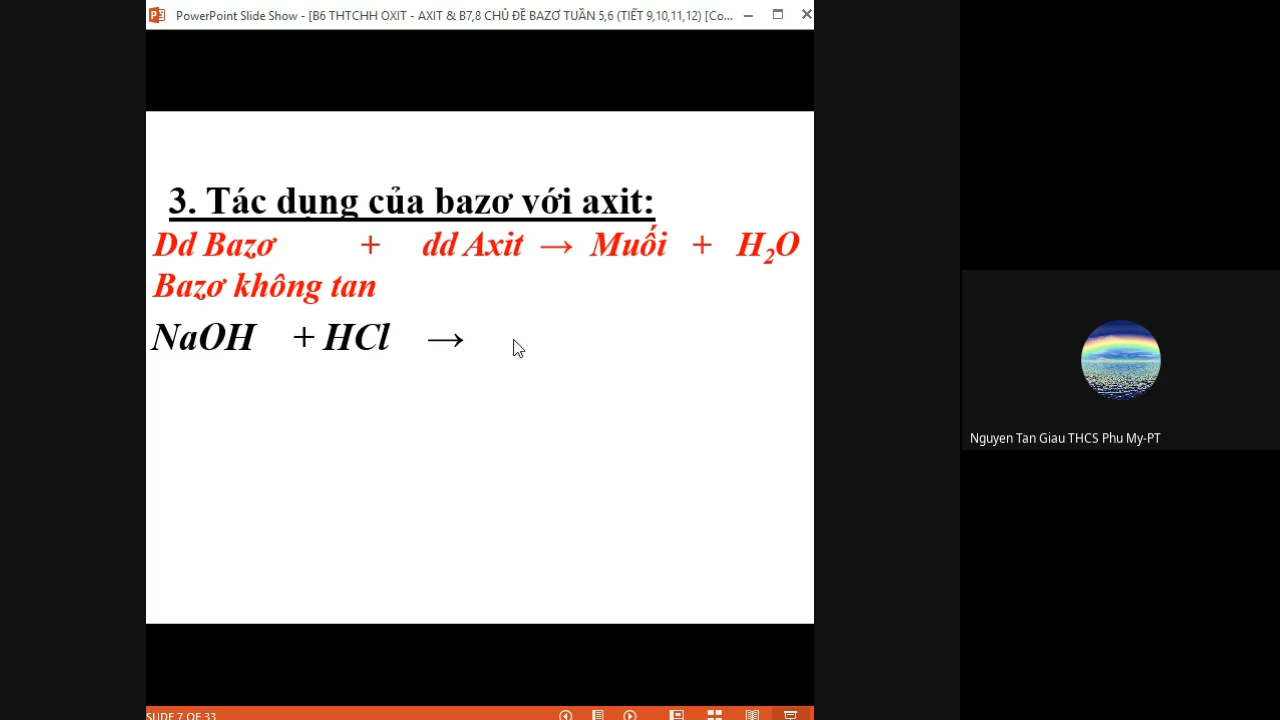 PowerPoint Slide Show - [B6 THTCHH OXIT - AXIT & B7,8 CHỦ ĐỀ BAZƠ TUẦN 5,6 (TIẾT 9,10,11,12) [Co...
3. Tác dụng của bazơ với axit:
Dd Bazơ + dd Axit → Muối + H₂O
Bazơ không tan
NaOH + HCl →
Nguyen Tan Giau THCS Phu My-PT
SLIDE 7 OF 33